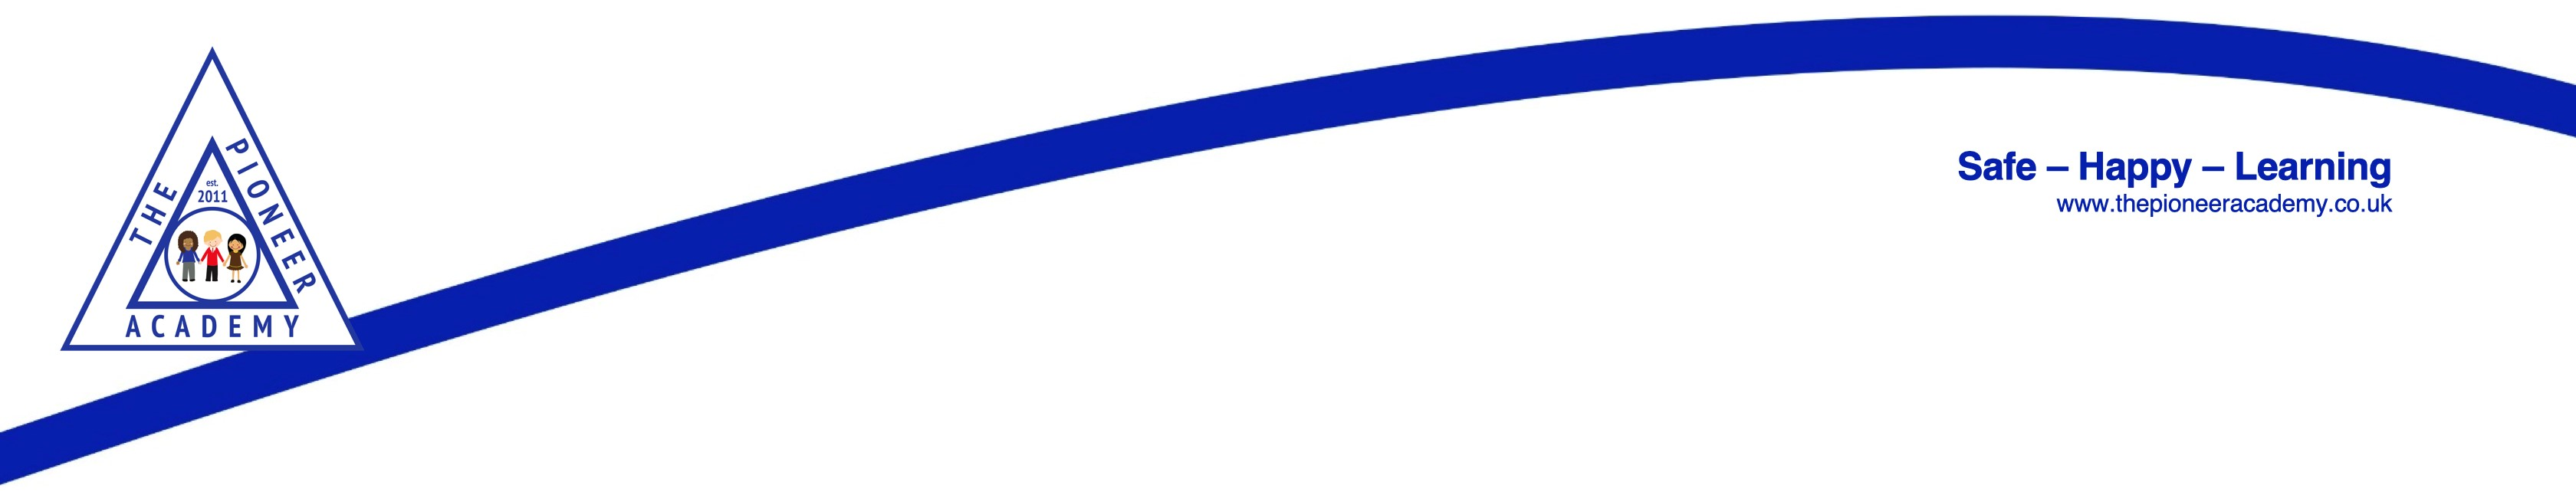 THE PIONEER
est.
2011
ACADEMY
Safe – Happy – Learning
www.thepioneeracademy.co.uk